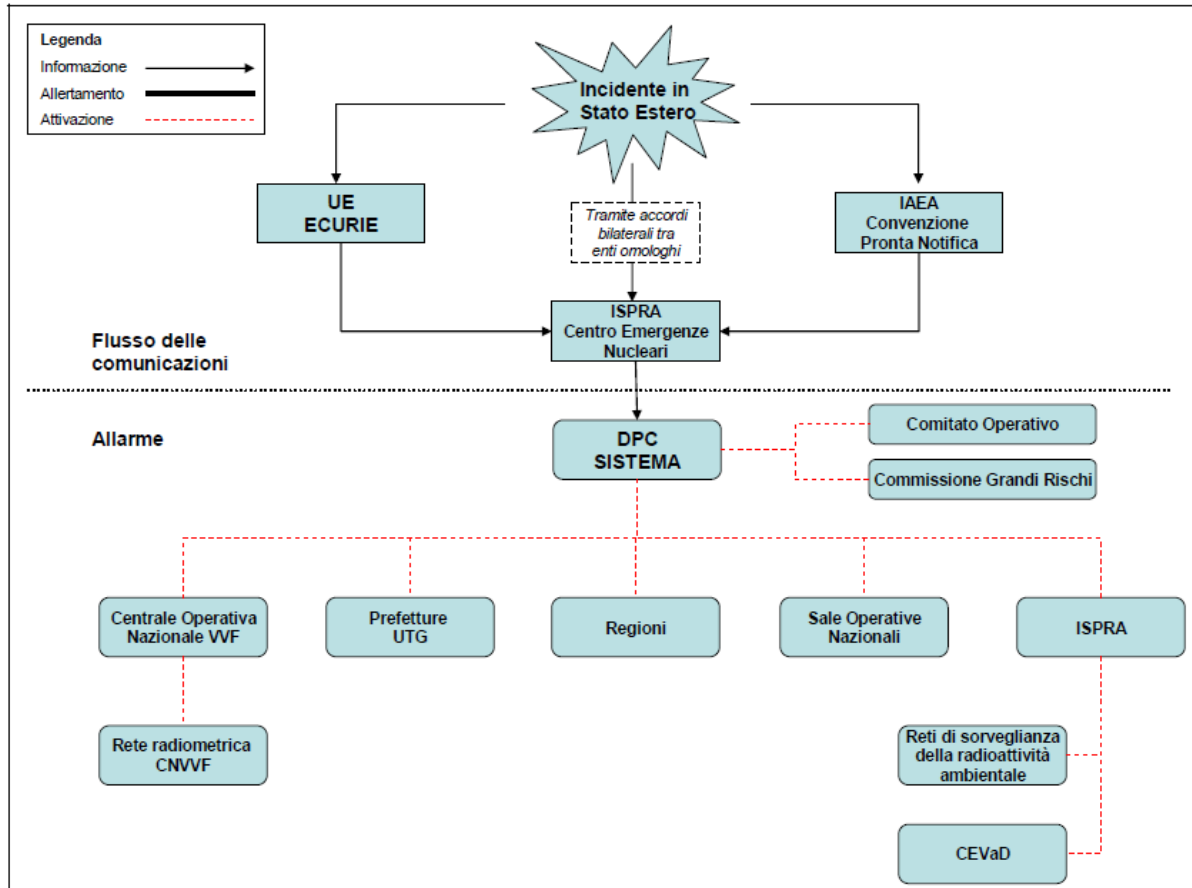 Legenda
Informazione
Allertamento
Attivazione
Incidente in
Stato Estero
UE
ECURIE
Tramite accordi
bilaterali tra
enti omologhi
IAEA
Convenzione
Pronta Notifica
ISPRA
Centro Emergenze
Nucleari
Flusso delle
comunicazioni
Allarme
DPC
SISTEMA
Comitato Operativo
Commissione Grandi Rischi
Centrale Operativa
Nazionale VVF
Prefetture
UTG
Regioni
Sale Operative
Nazionali
ISPRA
Rete radiometrica
CNVVF
Reti di sorveglianza
della radioattività
ambientale
CEVaD